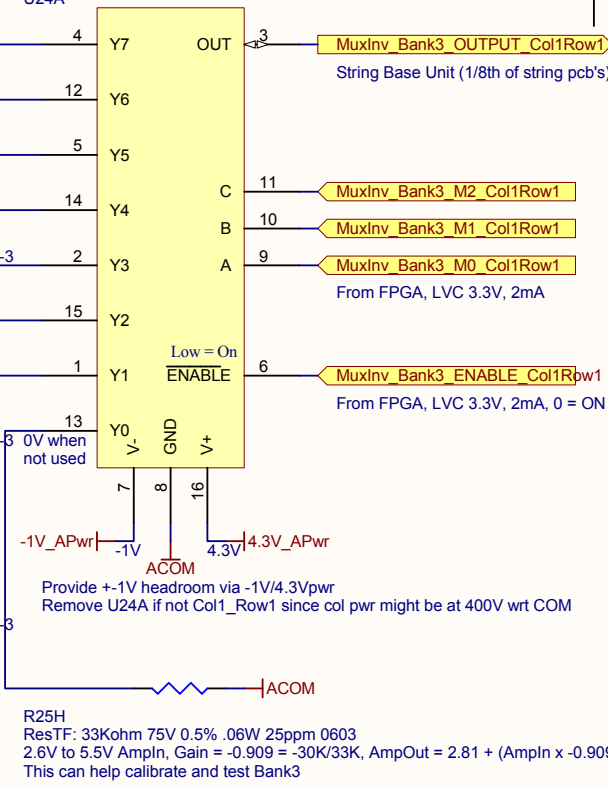 U24A
4 Y7 OUT 3 MuxInv_Bank3_OUTPUT_Col1Row1
String Base Unit (1/8th of string pcb's)
12 Y6
5 Y5
14 Y4
C 11 MuxInv_Bank3_M2_Col1Row1
B 10 MuxInv_Bank3_M1_Col1Row1
-3 2 Y3 A 9 MuxInv_Bank3_M0_Col1Row1
From FPGA, LVC 3.3V, 2mA
15 Y2
Low = On
1 Y1 ENABLE 6 MuxInv_Bank3_ENABLE_Col1Row1
From FPGA, LVC 3.3V, 2mA, 0 = ON
13 Y0
-3 0V when
not used
V- GND V+
7 8 16
-1V_APwr -1V 4.3V 4.3V_APwr
ACOM
Provide +-1V headroom via -1V/4.3Vpwr
Remove U24A if not Col1_Row1 since col pwr might be at 400V wrt COM
-3
ACOM
R25H
ResTF: 33Kohm 75V 0.5% .06W 25ppm 0603
2.6V to 5.5V AmpIn, Gain = -0.909 = -30K/33K, AmpOut = 2.81 + (AmpIn x -0.909
This can help calibrate and test Bank3